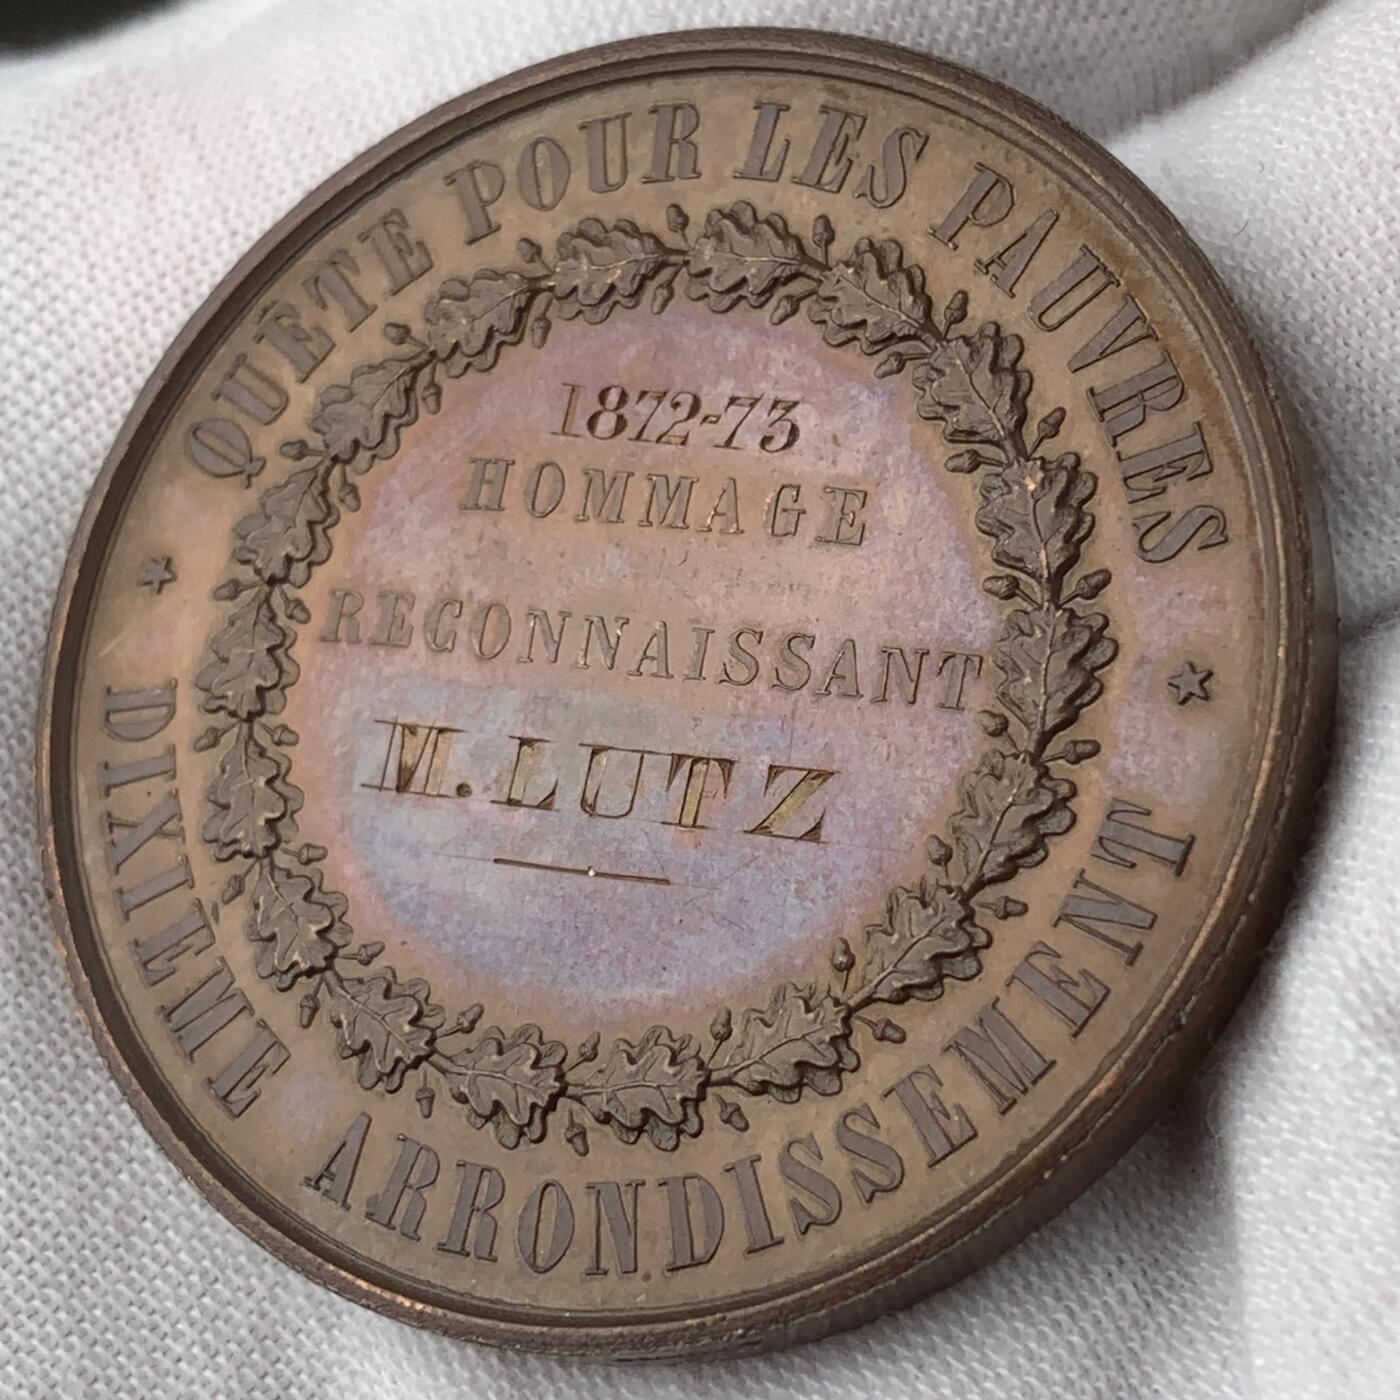 QUÊTE POUR LES PAUVRES
1872-73
HOMMAGE
RECONNAISSANT
M. LUTZ
DIXIÈME ARRONDISSEMENT